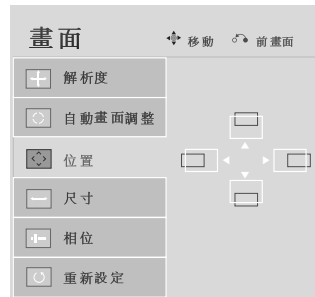 畫面 移動 前畫面
解析度
自動畫面調整
位置
尺寸
相位
重新設定